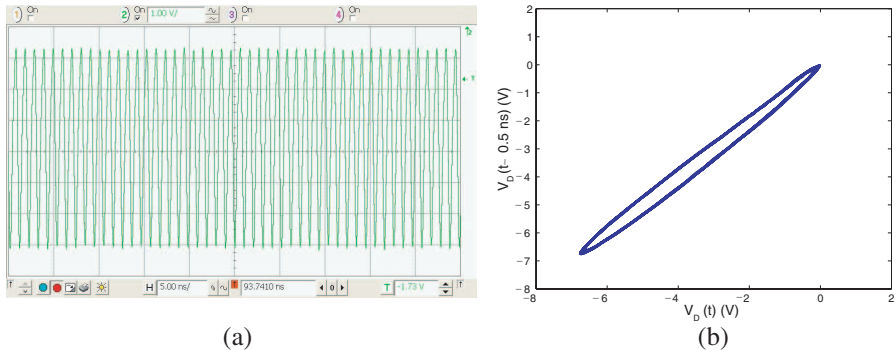 1 On 2 On 1.00 V/ 3 On 4 On
2
T
H 5.00 ns/ T 93.7410 ns 0 T -1.73 V
(a)
2
1
0
−1
−2
−3
−4
−5
−6
−7
−8
V_D (t− 0.5 ns) (V)
−8 −6 −4 −2 0 2
V_D (t) (V)
(b)